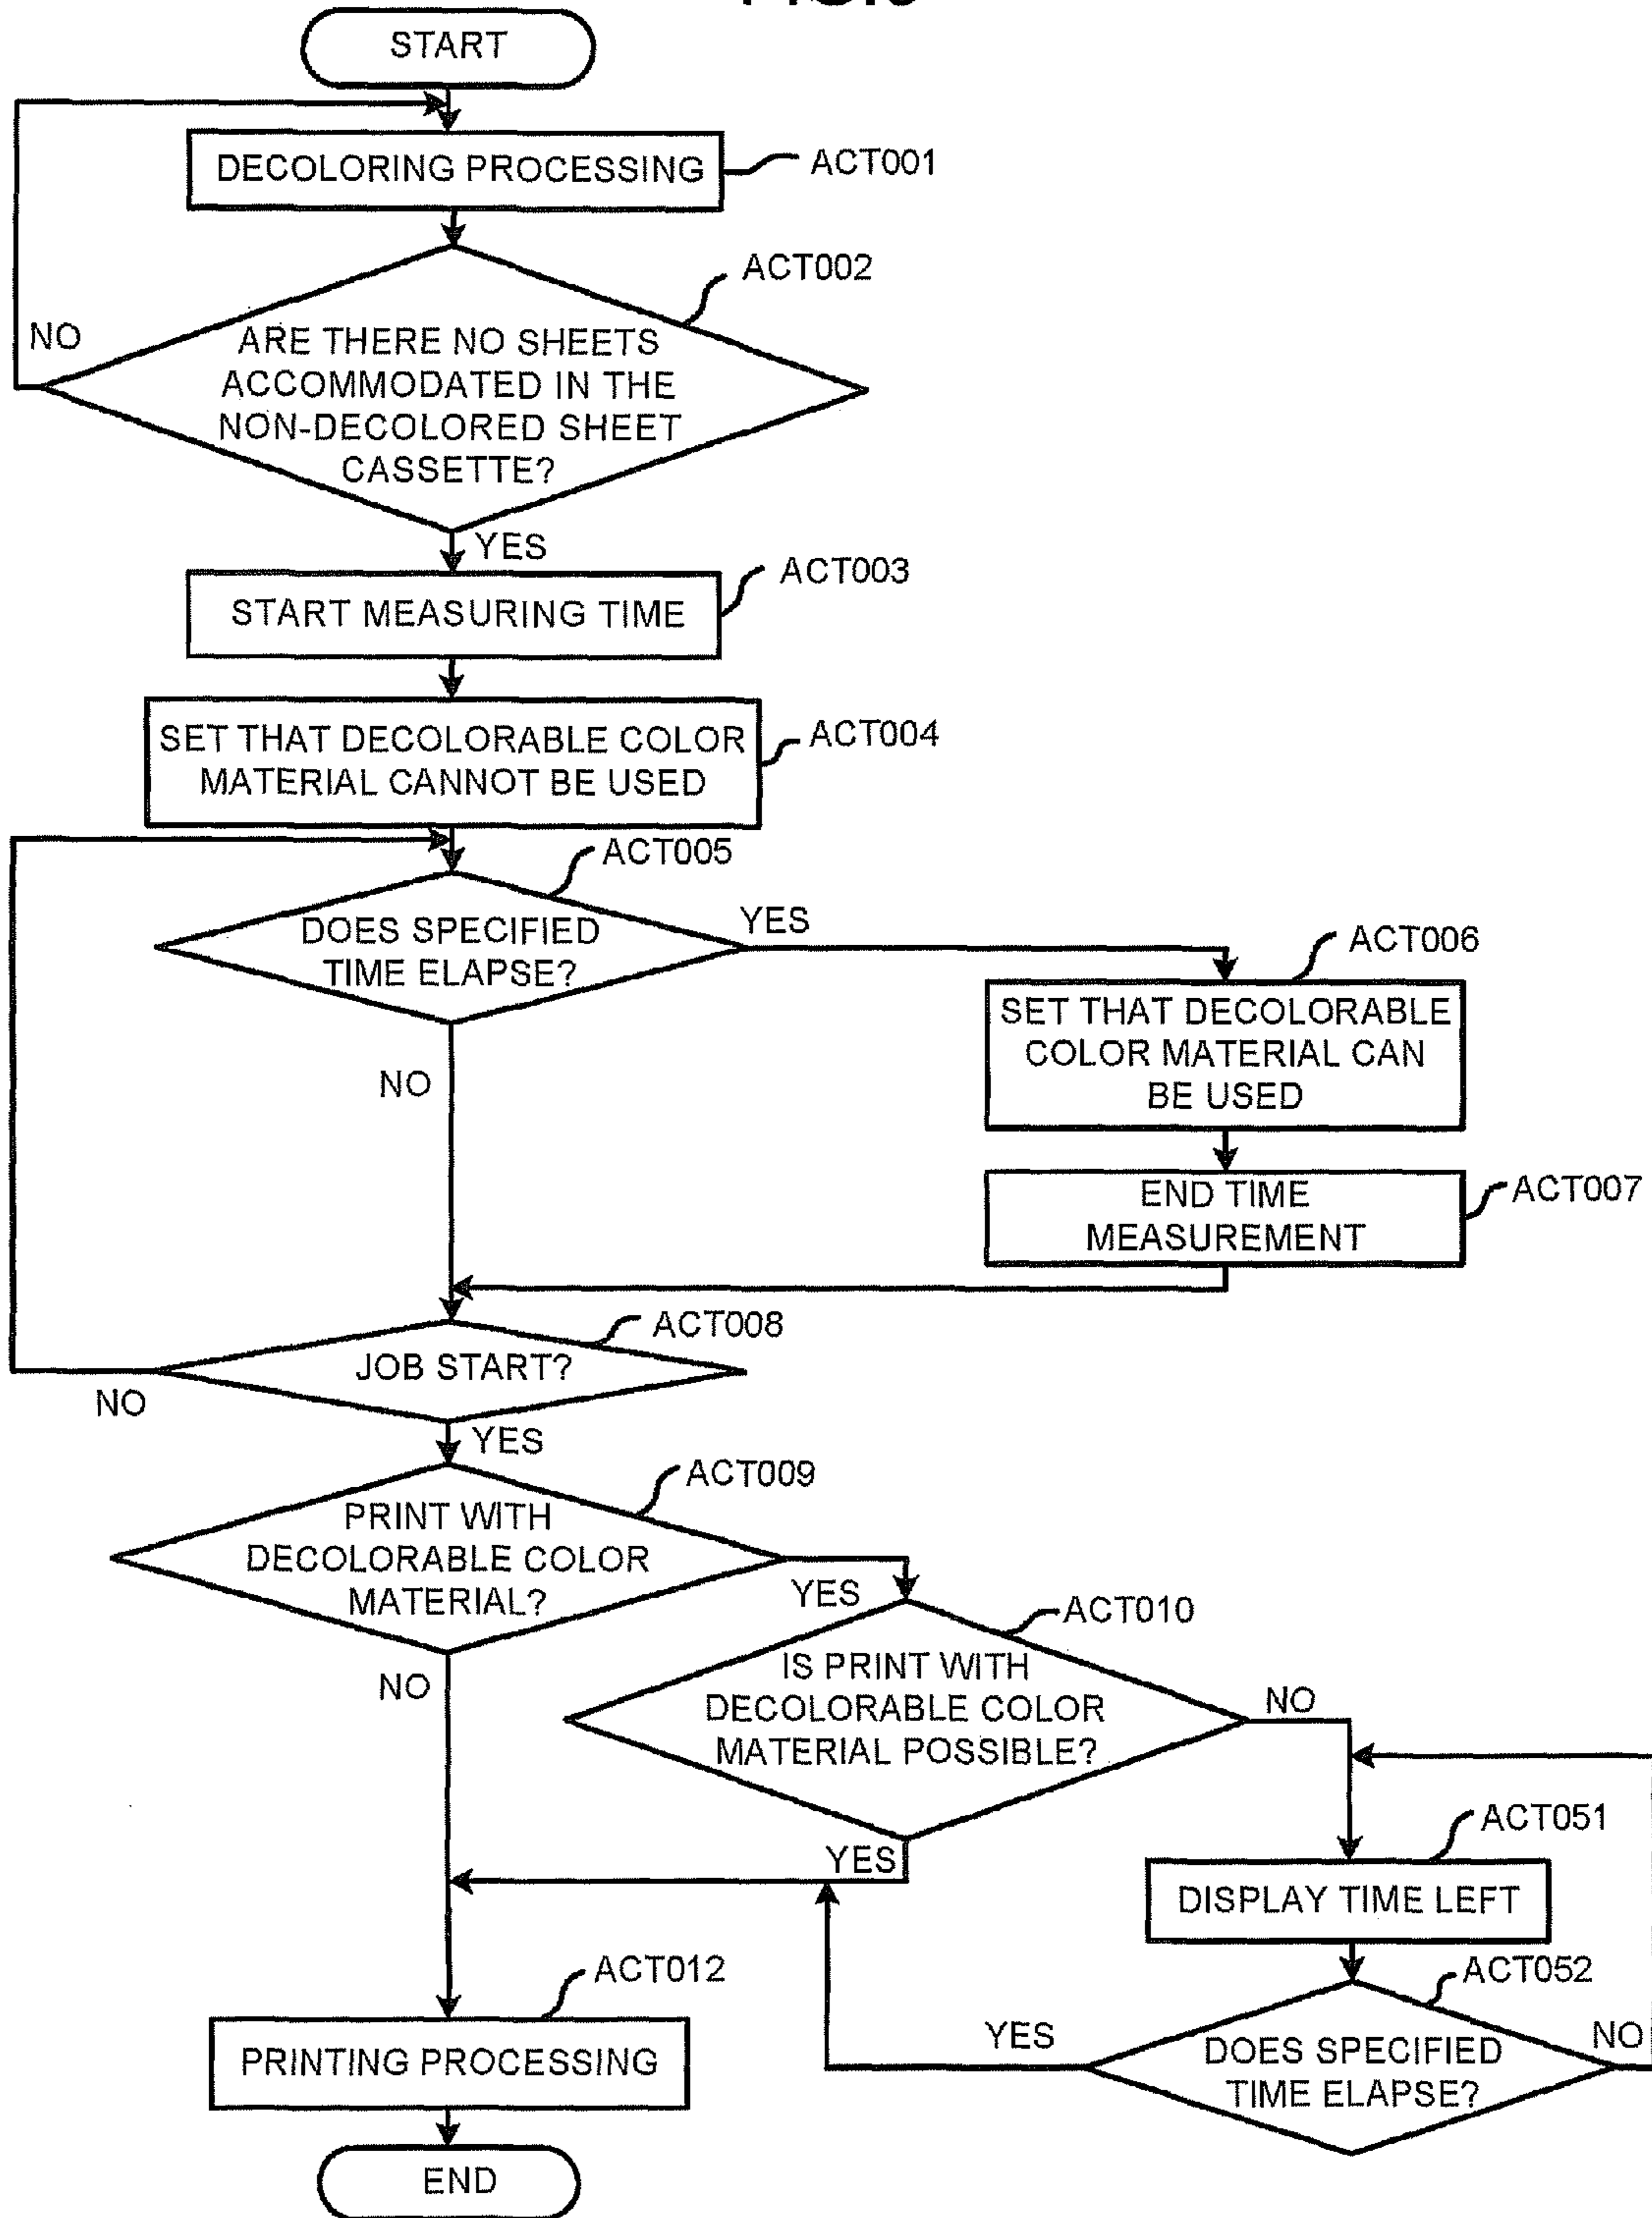 START
DECOLORING PROCESSING
ACT001
ACT002
NO
ARE THERE NO SHEETS
ACCOMMODATED IN THE
NON-DECOLORED SHEET
CASSETTE?
YES
ACT003
START MEASURING TIME
SET THAT DECOLORABLE COLOR
MATERIAL CANNOT BE USED
ACT004
ACT005
DOES SPECIFIED
TIME ELAPSE?
YES
NO
ACT006
SET THAT DECOLORABLE
COLOR MATERIAL CAN
BE USED
END TIME
MEASUREMENT
ACT007
ACT008
JOB START?
NO
YES
ACT009
PRINT WITH
DECOLORABLE COLOR
MATERIAL?
YES
NO
ACT010
IS PRINT WITH
DECOLORABLE COLOR
MATERIAL POSSIBLE?
NO
YES
ACT051
DISPLAY TIME LEFT
ACT052
DOES SPECIFIED
TIME ELAPSE?
YES
NO
ACT012
PRINTING PROCESSING
END